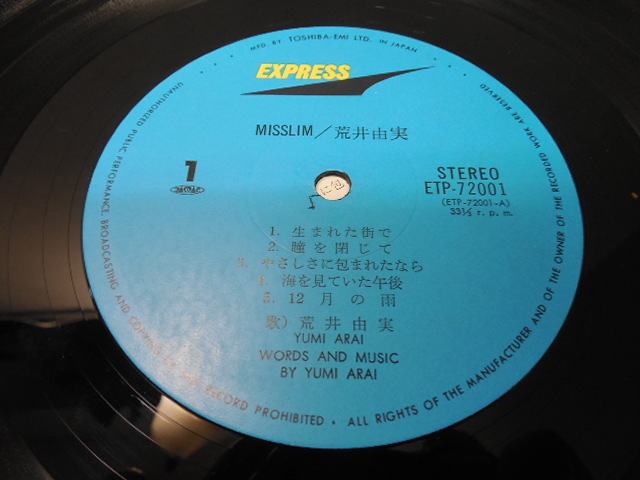 MFD. BY TOSHIBA-EMI LTD. IN JAPAN
EXPRESS
MISSLIM/荒井由実
1
STEREO
ETP-72001
(ETP-72001-A)
33⅓ r. p. m.
1. 生まれた街で
2. 瞳を閉じて
3. やさしさに包まれたなら
4. 海を見ていた午後
5. 12月の雨
歌) 荒井由実
YUMI ARAI
WORDS AND MUSIC
BY YUMI ARAI
UNAUTHORIZED PUBLIC PERFORMANCE, BROADCASTING AND COPYING OF THIS RECORD PROHIBITED • ALL RIGHTS OF THE MANUFACTURER AND OF THE OWNER OF THE RECORDED WORK ARE RESERVED